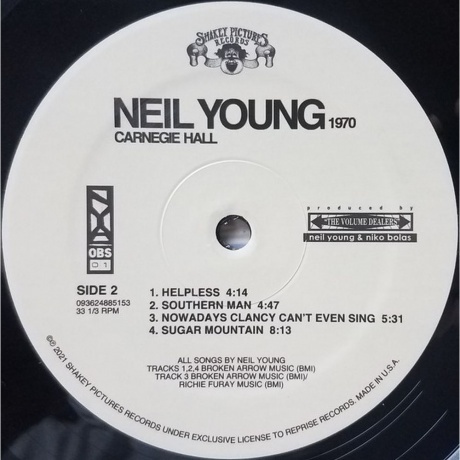 SHAKEY PICTURES
RECORDS
NEIL YOUNG 1970
CARNEGIE HALL
NYA
OBS
01
produced by
"THE VOLUME DEALERS"
neil young & niko bolas
SIDE 2
093624885153
33 1/3 RPM
1. HELPLESS 4:14
2. SOUTHERN MAN 4:47
3. NOWADAYS CLANCY CAN'T EVEN SING 5:31
4. SUGAR MOUNTAIN 8:13
ALL SONGS BY NEIL YOUNG
TRACKS 1,2,4 BROKEN ARROW MUSIC (BMI)
TRACK 3 BROKEN ARROW MUSIC (BMI)/
RICHIE FURAY MUSIC (BMI)
©℗ 2021 SHAKEY PICTURES RECORDS UNDER EXCLUSIVE LICENSE TO REPRISE RECORDS. MADE IN U.S.A.